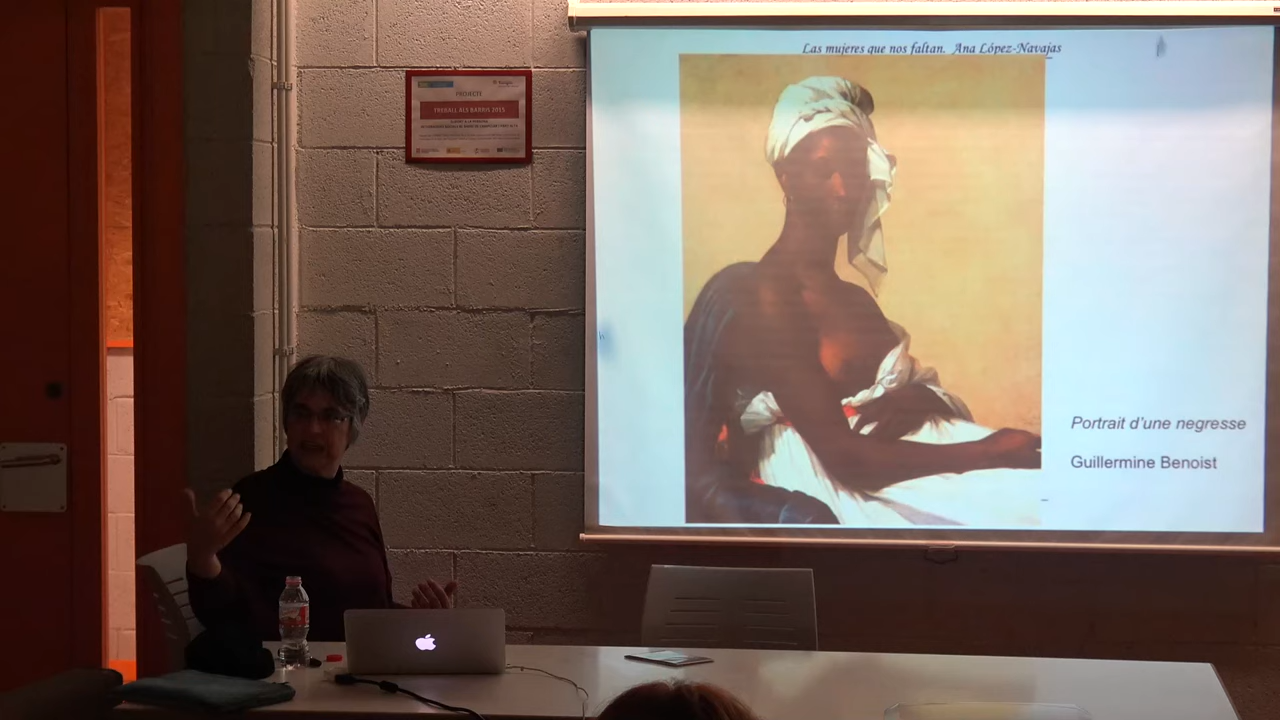 Las mujeres que nos faltan. Ana López-Navajas
PROJECTE
TREBALL ALS BARRIS 2015
Portrait d'une negresse
Guillermine Benoist